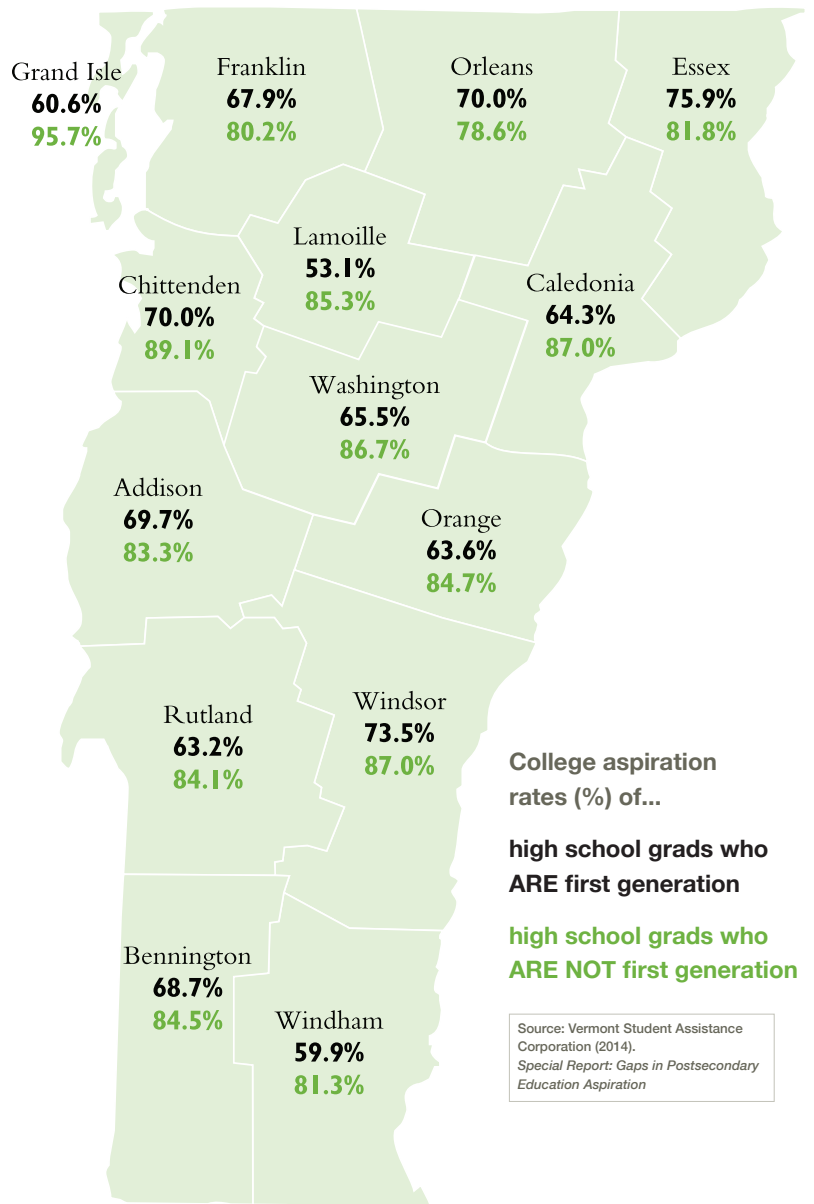 Grand Isle
60.6%
95.7%
Franklin
67.9%
80.2%
Orleans
70.0%
78.6%
Essex
75.9%
81.8%
Lamoille
53.1%
85.3%
Chittenden
70.0%
89.1%
Caledonia
64.3%
87.0%
Washington
65.5%
86.7%
Addison
69.7%
83.3%
Orange
63.6%
84.7%
Rutland
63.2%
84.1%
Windsor
73.5%
87.0%
Bennington
68.7%
84.5%
Windham
59.9%
81.3%
College aspiration
rates (%) of...
high school grads who
ARE first generation
high school grads who
ARE NOT first generation
Source: Vermont Student Assistance
Corporation (2014).
Special Report: Gaps in Postsecondary
Education Aspiration